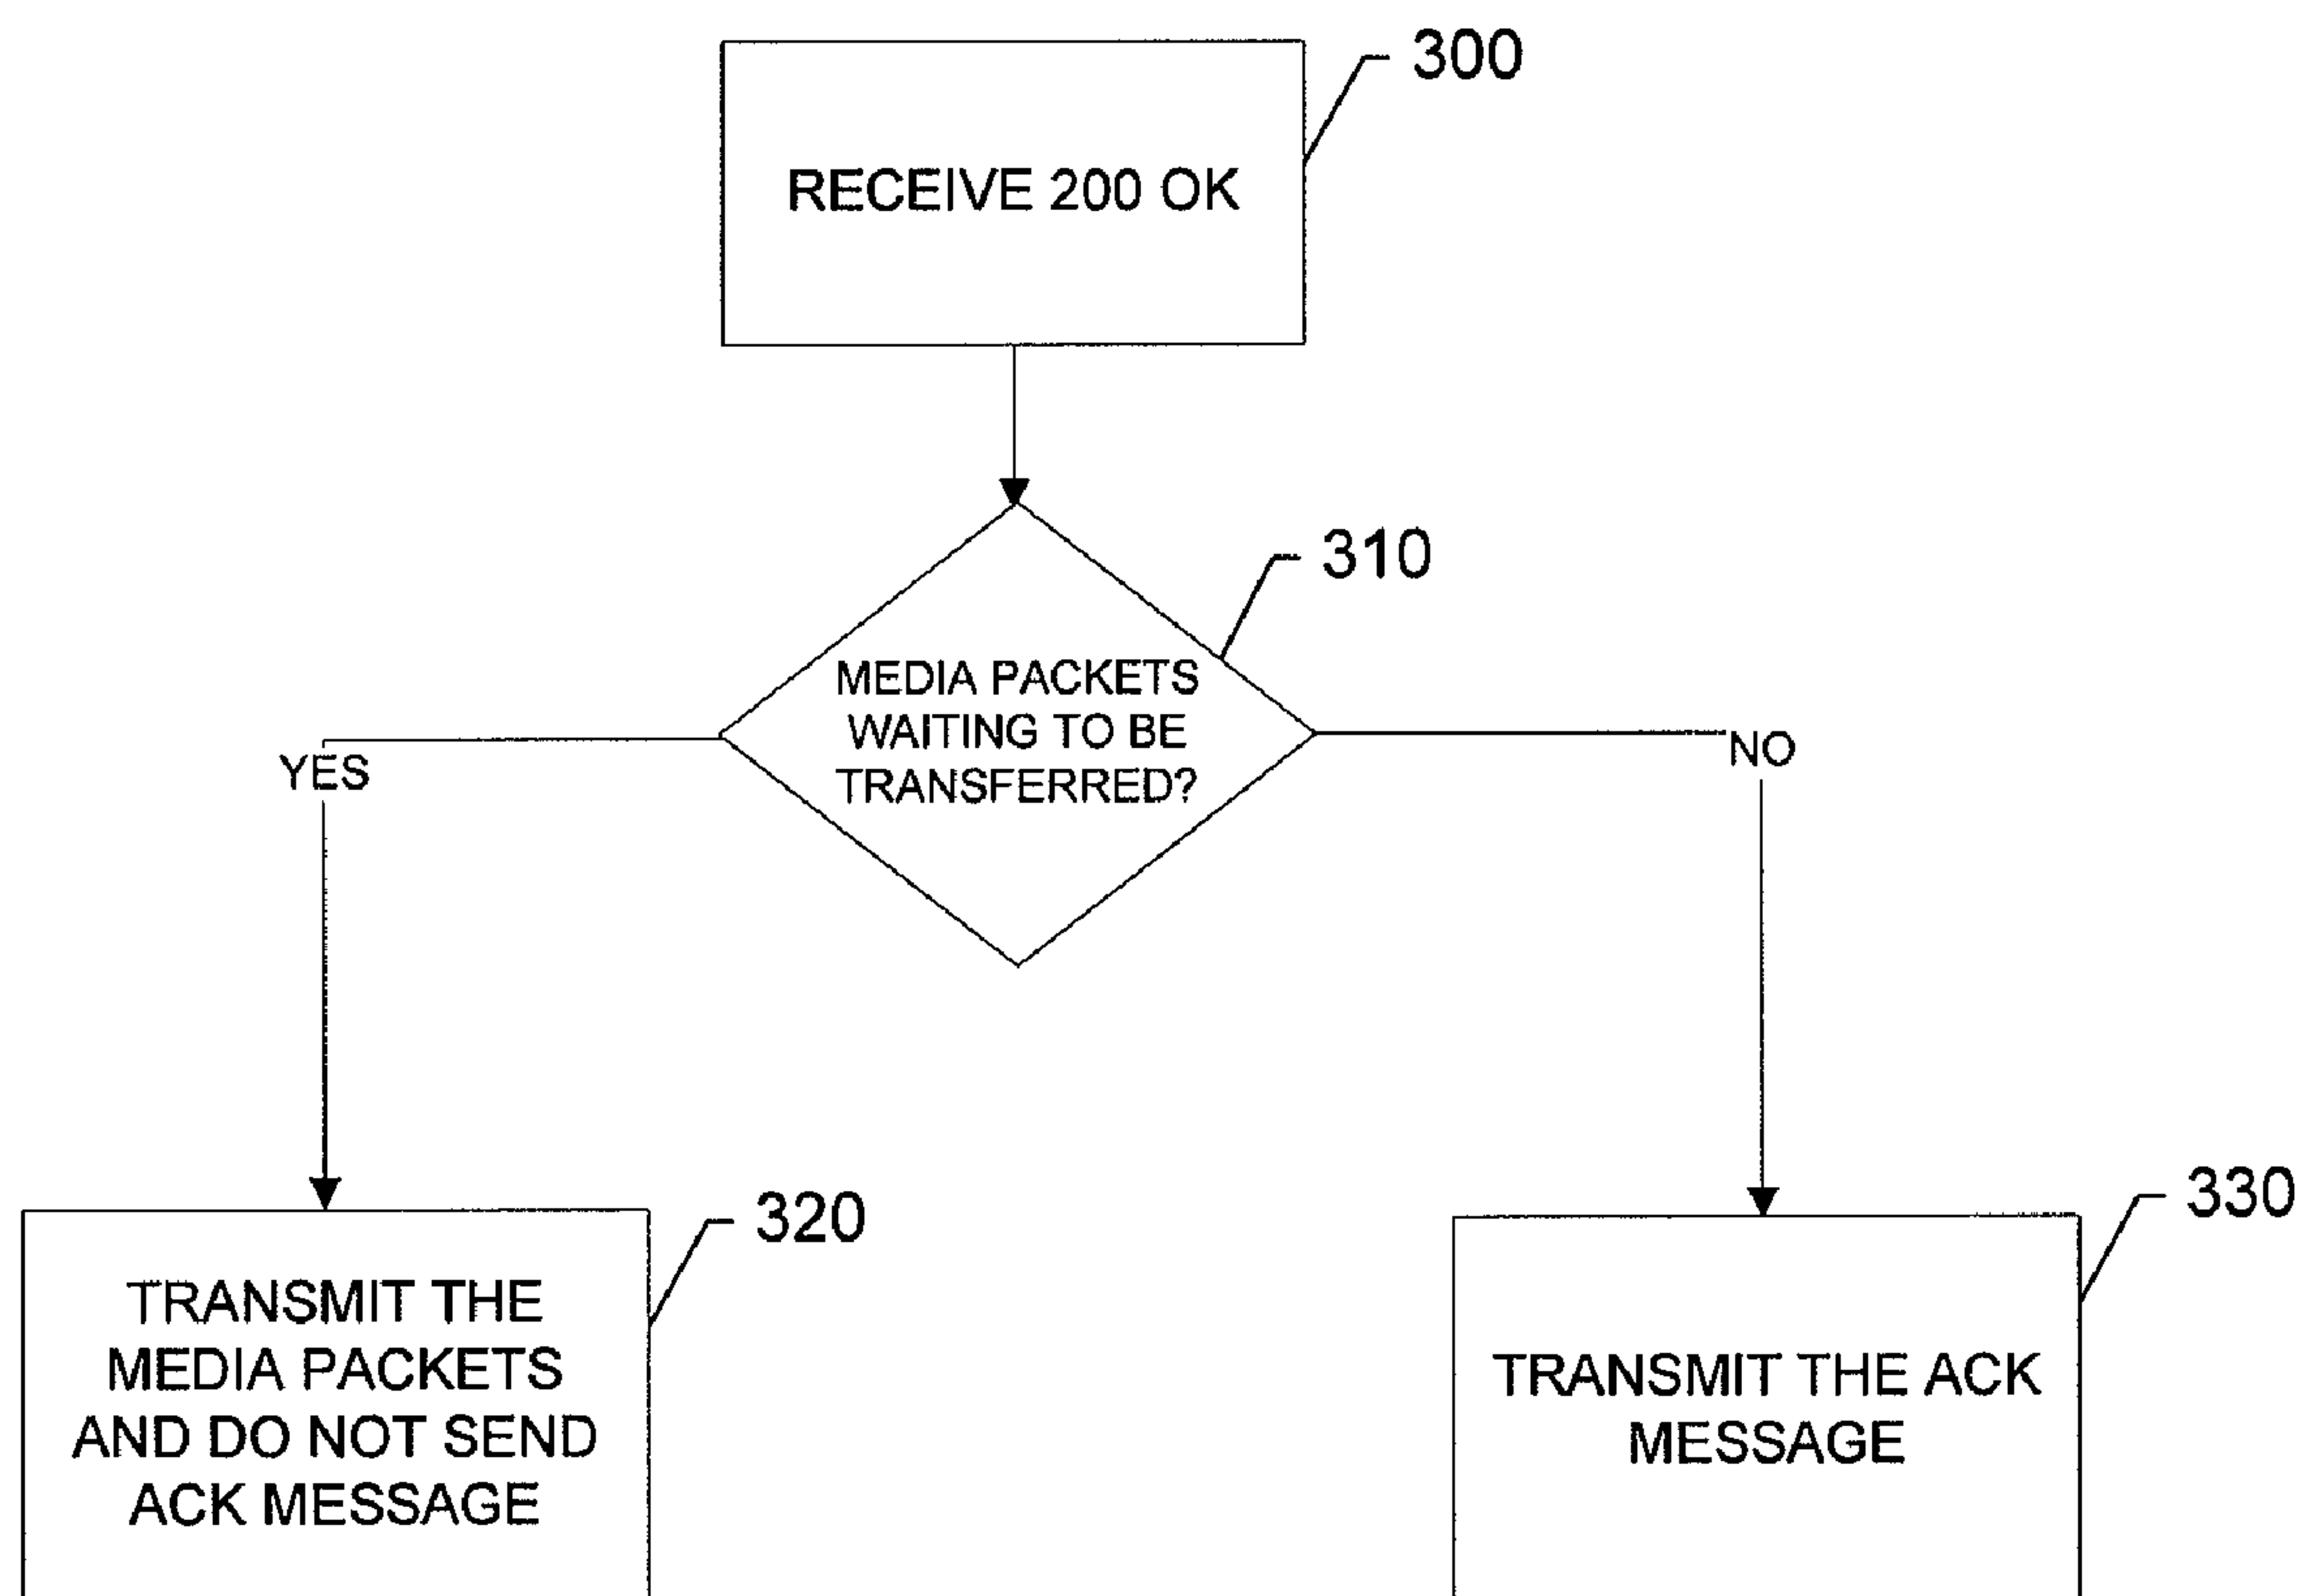 300
RECEIVE 200 OK
310
MEDIA PACKETS
WAITING TO BE
TRANSFERRED?
YES
NO
320
TRANSMIT THE
MEDIA PACKETS
AND DO NOT SEND
ACK MESSAGE
330
TRANSMIT THE ACK
MESSAGE